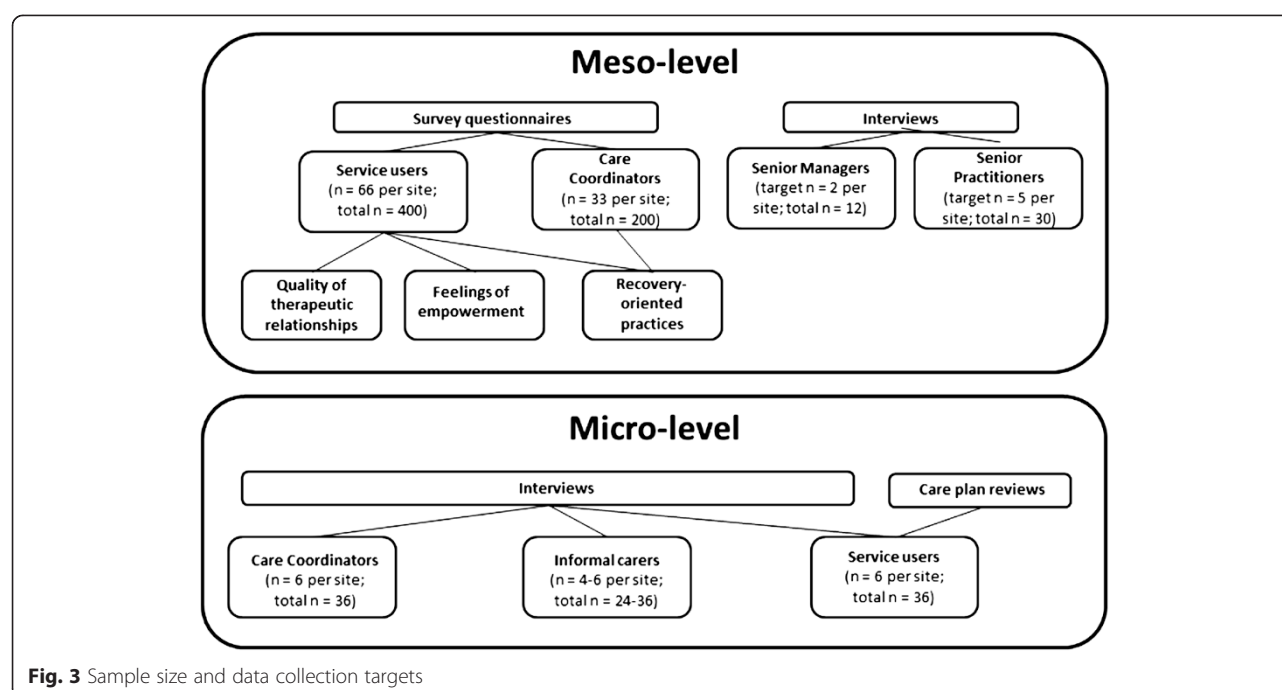 Meso-level
Survey questionnaires
Interviews
Service users
(n = 66 per site;
total n = 400)
Care
Coordinators
(n = 33 per site;
total n = 200)
Senior Managers
(target n = 2 per
site; total n = 12)
Senior
Practitioners
(target n = 5 per
site; total n = 30)
Quality of
therapeutic
relationships
Feelings of
empowerment
Recovery-
oriented
practices
Micro-level
Interviews
Care plan reviews
Care Coordinators
(n = 6 per site;
total n = 36)
Informal carers
(n = 4-6 per site;
total n = 24-36)
Service users
(n = 6 per site;
total n = 36)
Fig. 3 Sample size and data collection targets